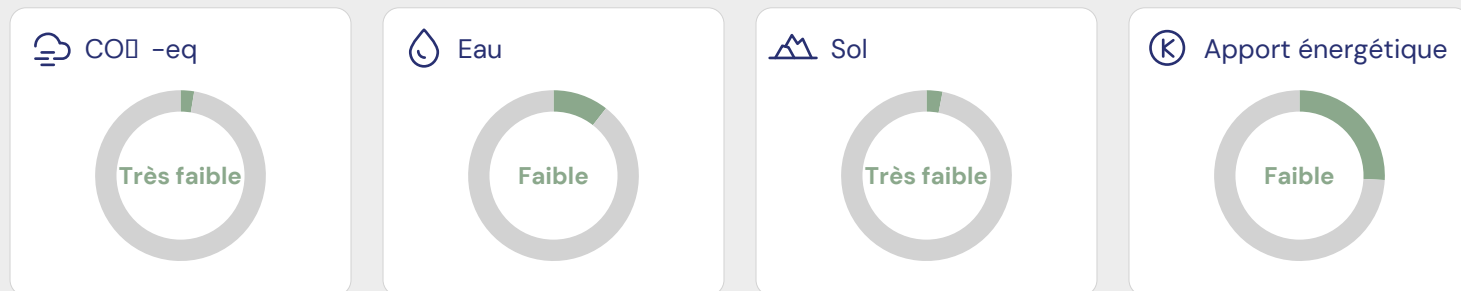 CO▯ -eq
Eau
Sol
Apport énergétique
Très faible
Faible
Très faible
Faible